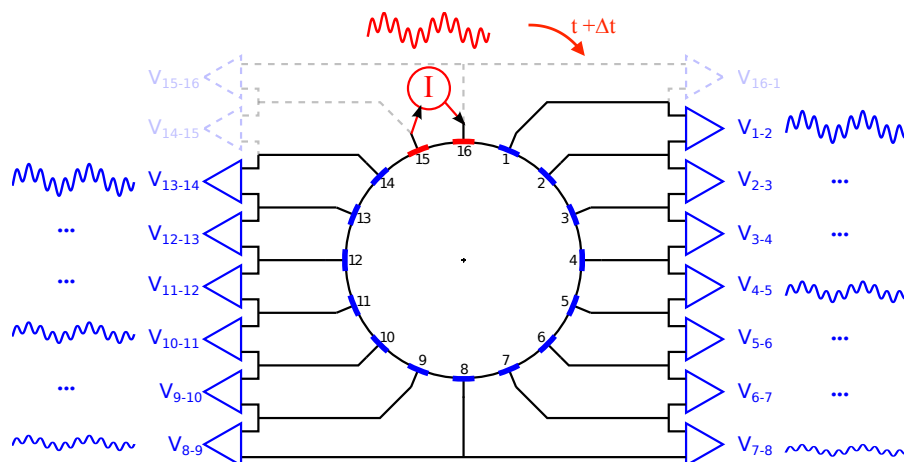 t +Δt
I
V15-16
V16-1
V14-15
V1-2
V13-14
V2-3
...
V12-13
...
V3-4
...
V11-12
...
V4-5
V10-11
V5-6
...
V9-10
...
V6-7
...
V8-9
V7-8
15
16
1
14
2
13
3
12
4
11
5
10
6
9
8
7